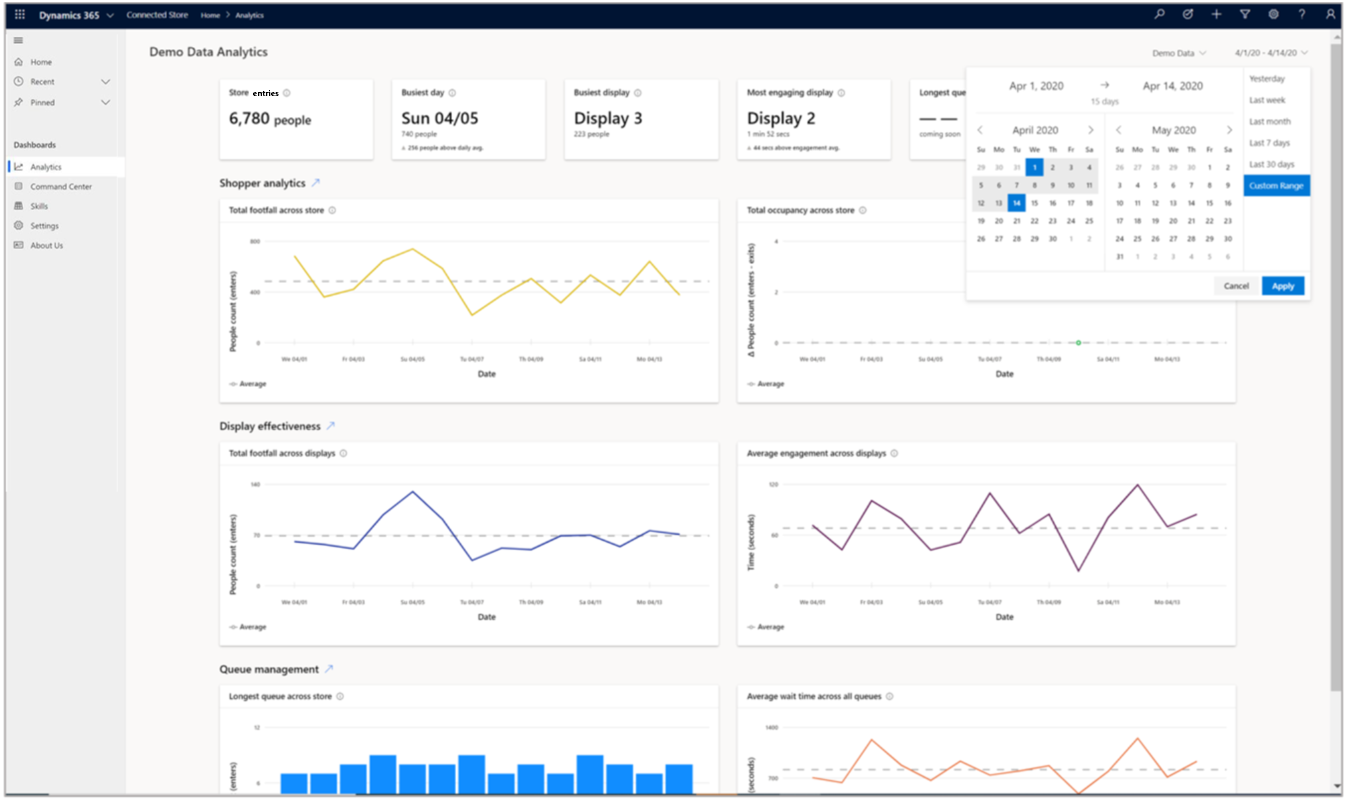 Dynamics 365 Connected Store Home > Analytics
Home
Recent
Pinned
Dashboards
Analytics
Command Center
Skills
Settings
About Us
Demo Data Analytics
Demo Data 4/1/20 - 4/14/20
Store entries
6,780 people
Busiest day
Sun 04/05
740 people
256 people above daily avg.
Busiest display
Display 3
223 people
Most engaging display
Display 2
1 min 52 secs
44 secs above engagement avg.
Longest que
— —
coming soon
Apr 1, 2020 → Apr 14, 2020
15 days
April 2020
Su Mo Tu We Th Fr Sa
29 30 31 1 2 3 4
5 6 7 8 9 10 11
12 13 14 15 16 17 18
19 20 21 22 23 24 25
26 27 28 29 30 1 2
May 2020
Su Mo Tu We Th Fr Sa
26 27 28 29 30 1 2
3 4 5 6 7 8 9
10 11 12 13 14 15 16
17 18 19 20 21 22 23
24 25 26 27 28 29 30
31 1 2 3 4 5 6
Yesterday
Last week
Last month
Last 7 days
Last 30 days
Custom Range
Cancel Apply
Shopper analytics
Total footfall across store
People count (enters)
800
400
0
We 04/01 Fr 04/03 Su 04/05 Tu 04/07 Th 04/09 Sa 04/11 Mo 04/13
Date
Average
Total occupancy across store
Δ People count (enters - exits)
4
2
0
We 04/01 Fr 04/03 Su 04/05 Tu 04/07 Th 04/09 Sa 04/11 Mo 04/13
Date
Average
Display effectiveness
Total footfall across displays
People count (enters)
140
70
0
We 04/01 Fr 04/03 Su 04/05 Tu 04/07 Th 04/09 Sa 04/11 Mo 04/13
Date
Average
Average engagement across displays
Time (seconds)
120
60
0
We 04/01 Fr 04/03 Su 04/05 Tu 04/07 Th 04/09 Sa 04/11 Mo 04/13
Date
Average
Queue management
Longest queue across store
(enters)
12
6
Average wait time across all queues
(seconds)
1400
700